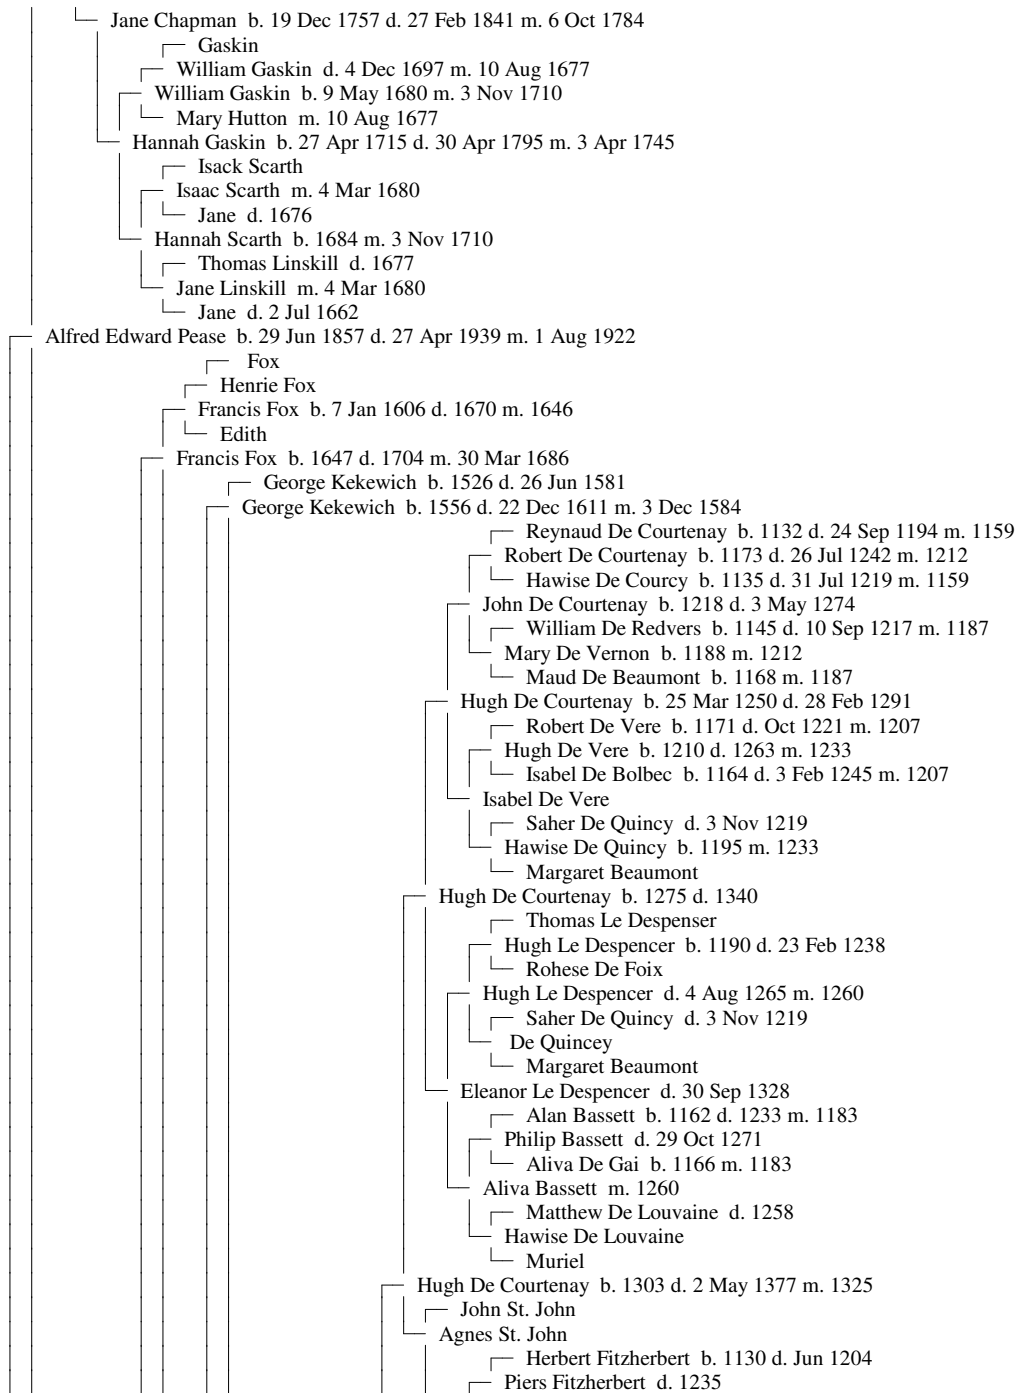 Jane Chapman b. 19 Dec 1757 d. 27 Feb 1841 m. 6 Oct 1784
Gaskin
William Gaskin d. 4 Dec 1697 m. 10 Aug 1677
William Gaskin b. 9 May 1680 m. 3 Nov 1710
Mary Hutton m. 10 Aug 1677
Hannah Gaskin b. 27 Apr 1715 d. 30 Apr 1795 m. 3 Apr 1745
Isack Scarth
Isaac Scarth m. 4 Mar 1680
Jane d. 1676
Hannah Scarth b. 1684 m. 3 Nov 1710
Thomas Linskill d. 1677
Jane Linskill m. 4 Mar 1680
Jane d. 2 Jul 1662
Alfred Edward Pease b. 29 Jun 1857 d. 27 Apr 1939 m. 1 Aug 1922
Fox
Henrie Fox
Francis Fox b. 7 Jan 1606 d. 1670 m. 1646
Edith
Francis Fox b. 1647 d. 1704 m. 30 Mar 1686
George Kekewich b. 1526 d. 26 Jun 1581
George Kekewich b. 1556 d. 22 Dec 1611 m. 3 Dec 1584
Reynaud De Courtenay b. 1132 d. 24 Sep 1194 m. 1159
Robert De Courtenay b. 1173 d. 26 Jul 1242 m. 1212
Hawise De Courcy b. 1135 d. 31 Jul 1219 m. 1159
John De Courtenay b. 1218 d. 3 May 1274
William De Redvers b. 1145 d. 10 Sep 1217 m. 1187
Mary De Vernon b. 1188 m. 1212
Maud De Beaumont b. 1168 m. 1187
Hugh De Courtenay b. 25 Mar 1250 d. 28 Feb 1291
Robert De Vere b. 1171 d. Oct 1221 m. 1207
Hugh De Vere b. 1210 d. 1263 m. 1233
Isabel De Bolbec b. 1164 d. 3 Feb 1245 m. 1207
Isabel De Vere
Saher De Quincy d. 3 Nov 1219
Hawise De Quincy b. 1195 m. 1233
Margaret Beaumont
Hugh De Courtenay b. 1275 d. 1340
Thomas Le Despenser
Hugh Le Despencer b. 1190 d. 23 Feb 1238
Rohese De Foix
Hugh Le Despencer d. 4 Aug 1265 m. 1260
Saher De Quincy d. 3 Nov 1219
De Quincey
Margaret Beaumont
Eleanor Le Despencer d. 30 Sep 1328
Alan Bassett b. 1162 d. 1233 m. 1183
Philip Bassett d. 29 Oct 1271
Aliva De Gai b. 1166 m. 1183
Aliva Bassett m. 1260
Matthew De Louvaine d. 1258
Hawise De Louvaine
Muriel
Hugh De Courtenay b. 1303 d. 2 May 1377 m. 1325
John St. John
Agnes St. John
Herbert Fitzherbert b. 1130 d. Jun 1204
Piers Fitzherbert d. 1235